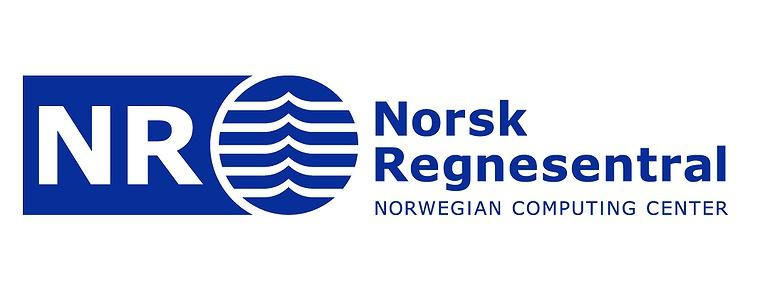 NR
Norsk
Regnesentral
NORWEGIAN COMPUTING CENTER